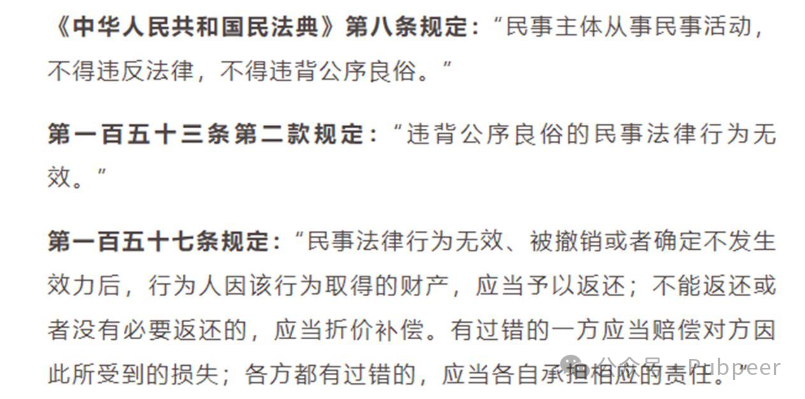 《中华人民共和国民法典》第八条规定：“民事主体从事民事活动，
不得违反法律，不得违背公序良俗。”
第一百五十三条第二款规定：“违背公序良俗的民事法律行为无
效。”
第一百五十七条规定：“民事法律行为无效、被撤销或者确定不发生
效力后，行为人因该行为取得的财产，应当予以返还；不能返还或
者没有必要返还的，应当折价补偿。有过错的一方应当赔偿对方因
此所受到的损失；各方都有过错的，应当各自承担相应的责任。”
公众号·Pubpeer